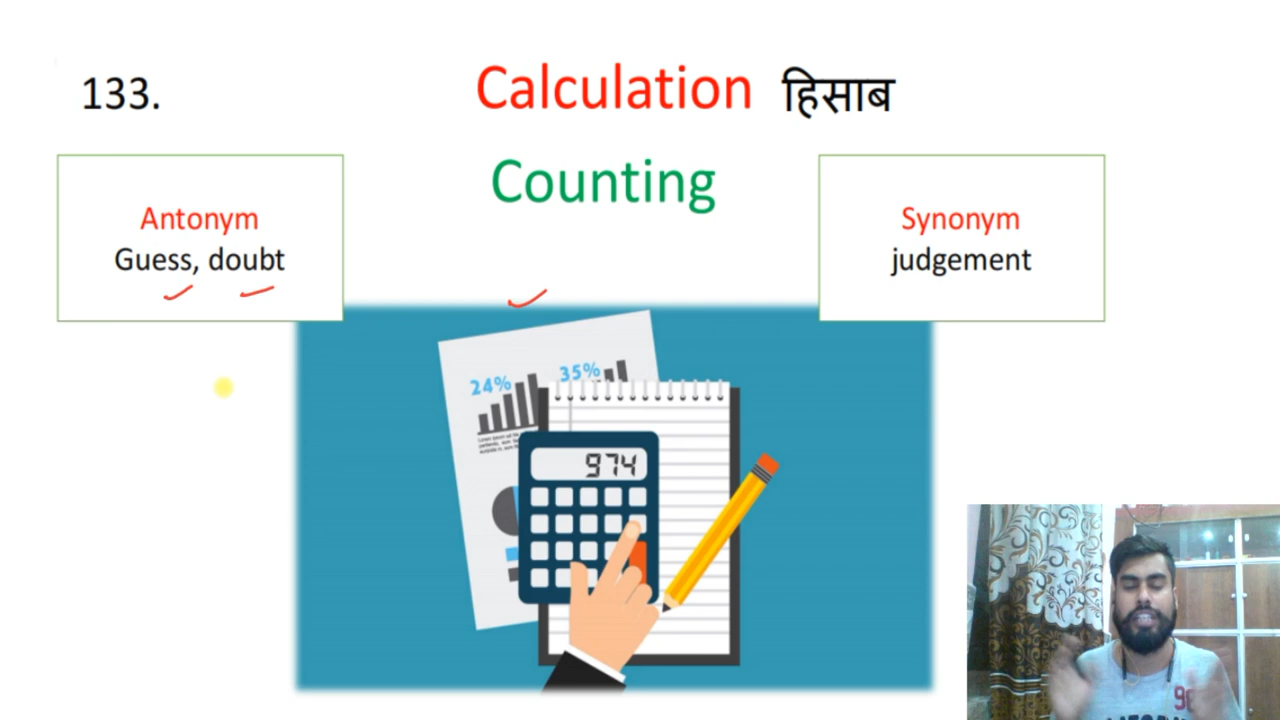 133.
Calculation हिसाब
Counting
Antonym
Guess, doubt
Synonym
judgement
24%
35%
974